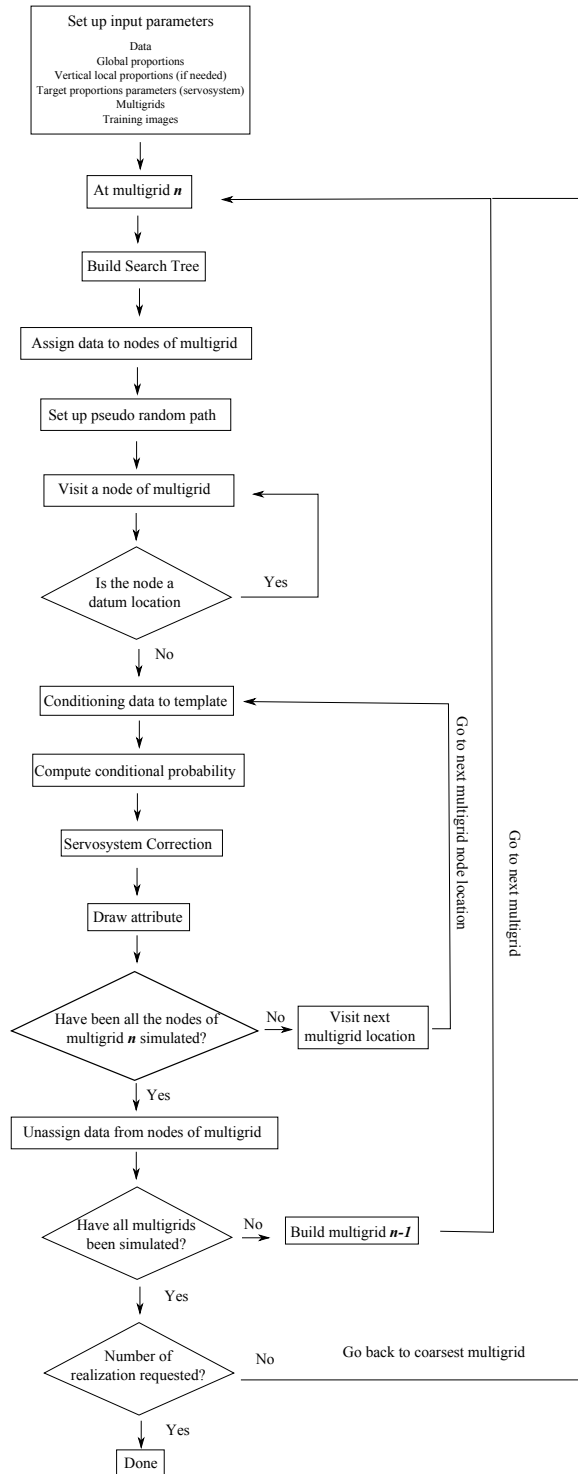 Set up input parameters
Data
Global proportions
Vertical local proportions (if needed)
Target proportions parameters (servosystem)
Multigrids
Training images
At multigrid n
Build Search Tree
Assign data to nodes of multigrid
Set up pseudo random path
Visit a node of multigrid
Is the node a
datum location
Yes
No
Conditioning data to template
Compute conditional probability
Servosystem Correction
Draw attribute
Have been all the nodes of
multigrid n simulated?
No
Visit next
multigrid location
Go to next multigrid node location
Go to next multigrid
Yes
Unassign data from nodes of multigrid
Have all multigrids
been simulated?
No
Build multigrid n-1
Yes
Number of
realization requested?
No
Go back to coarsest multigrid
Yes
Done